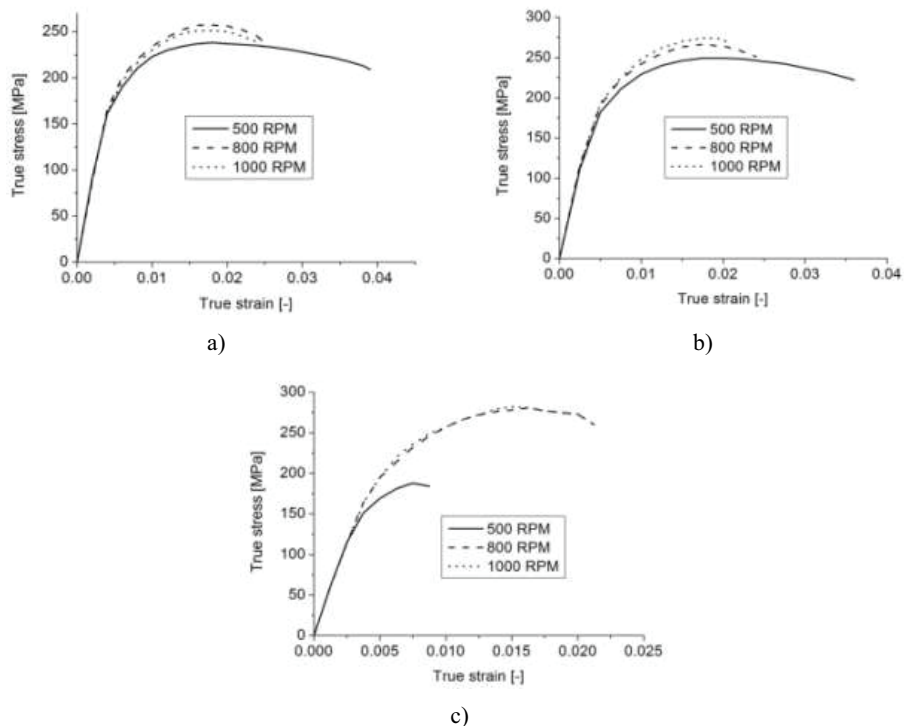 250
200
150
100
50
0
True stress [MPa]
500 RPM
800 RPM
1000 RPM
0.00 0.01 0.02 0.03 0.04
True strain [-]
a)
300
250
200
150
100
50
0
True stress [MPa]
500 RPM
800 RPM
1000 RPM
0.00 0.01 0.02 0.03 0.04
True strain [-]
b)
300
250
200
150
100
50
0
True stress [MPa]
500 RPM
800 RPM
1000 RPM
0.000 0.005 0.010 0.015 0.020 0.025
True strain [-]
c)